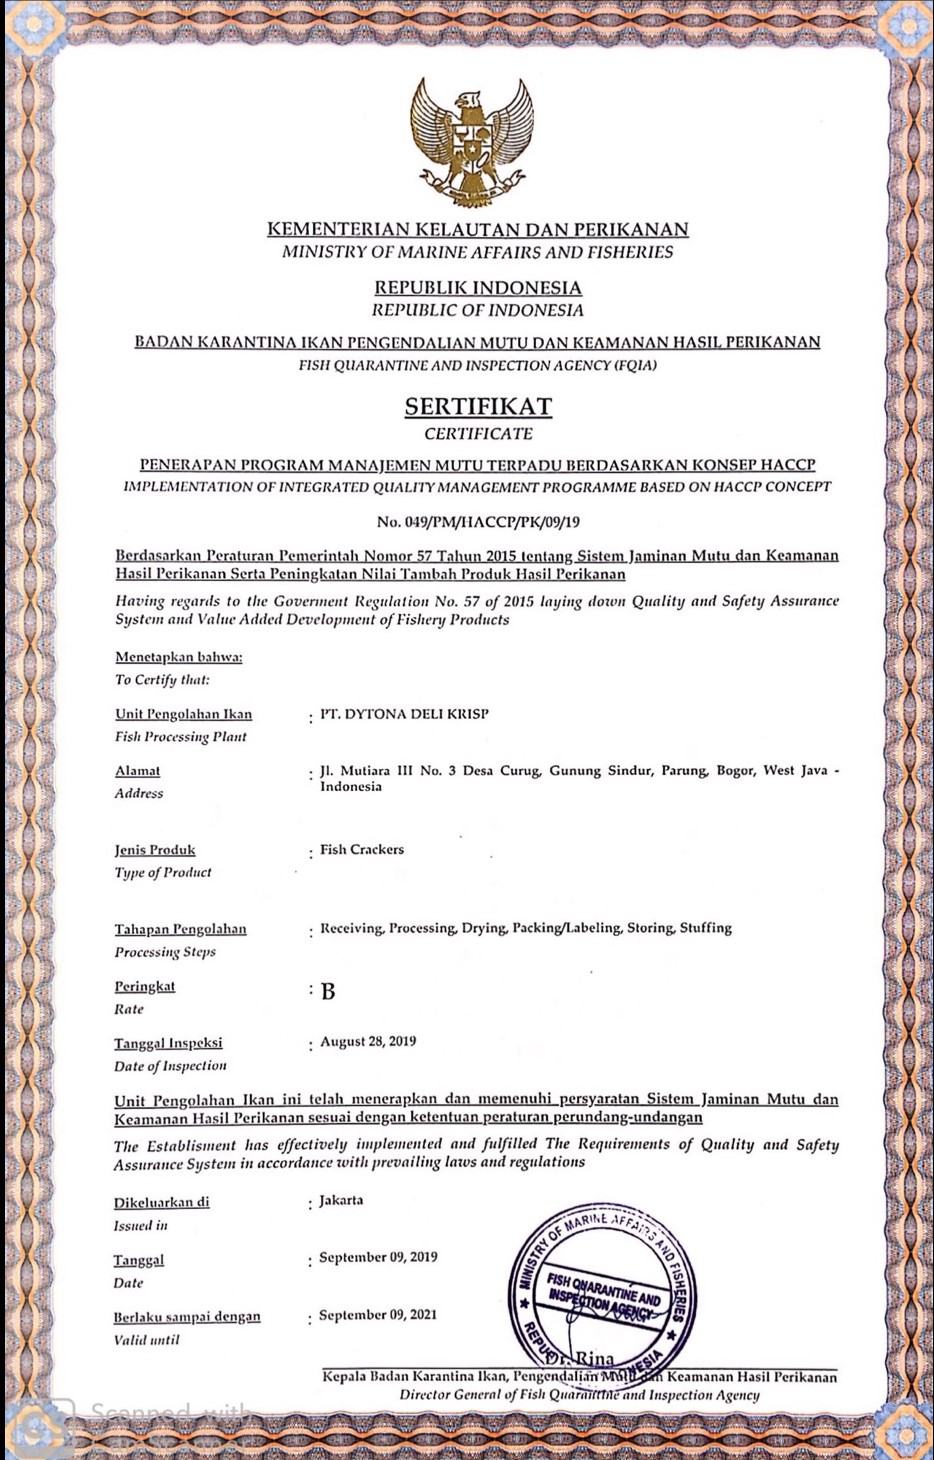 KEMENTERIAN KELAUTAN DAN PERIKANAN
MINISTRY OF MARINE AFFAIRS AND FISHERIES
REPUBLIK INDONESIA
REPUBLIC OF INDONESIA
BADAN KARANTINA IKAN PENGENDALIAN MUTU DAN KEAMANAN HASIL PERIKANAN
FISH QUARANTINE AND INSPECTION AGENCY (FQIA)
SERTIFIKAT
CERTIFICATE
PENERAPAN PROGRAM MANAJEMEN MUTU TERPADU BERDASARKAN KONSEP HACCP
IMPLEMENTATION OF INTEGRATED QUALITY MANAGEMENT PROGRAMME BASED ON HACCP CONCEPT
No. 049/PM/HACCP/PK/09/19
Berdasarkan Peraturan Pemerintah Nomor 57 Tahun 2015 tentang Sistem Jaminan Mutu dan Keamanan
Hasil Perikanan Serta Peningkatan Nilai Tambah Produk Hasil Perikanan
Having regards to the Goverment Regulation No. 57 of 2015 laying down Quality and Safety Assurance
System and Value Added Development of Fishery Products
Menetapkan bahwa:
To Certify that:
Unit Pengolahan Ikan : PT. DYTONA DELI KRISP
Fish Processing Plant
Alamat : Jl. Mutiara III No. 3 Desa Curug, Gunung Sindur, Parung, Bogor, West Java -
Address Indonesia
Jenis Produk : Fish Crackers
Type of Product
Tahapan Pengolahan : Receiving, Processing, Drying, Packing/Labeling, Storing, Stuffing
Processing Steps
Peringkat : B
Rate
Tanggal Inspeksi : August 28, 2019
Date of Inspection
Unit Pengolahan Ikan ini telah menerapkan dan memenuhi persyaratan Sistem Jaminan Mutu dan
Keamanan Hasil Perikanan sesuai dengan ketentuan peraturan perundang-undangan
The Establisment has effectively implemented and fulfilled The Requirements of Quality and Safety
Assurance System in accordance with prevailing laws and regulations
Dikeluarkan di : Jakarta
Issued in
Tanggal : September 09, 2019
Date
Berlaku sampai dengan : September 09, 2021
Valid until
MINISTRY OF MARINE AFFAIRS AND FISHERIES
FISH QUARANTINE AND
INSPECTION AGENCY
Dr. Rina
Kepala Badan Karantina Ikan, Pengendalian Mutu dan Keamanan Hasil Perikanan
Director General of Fish Quarantine and Inspection Agency
Scanned with